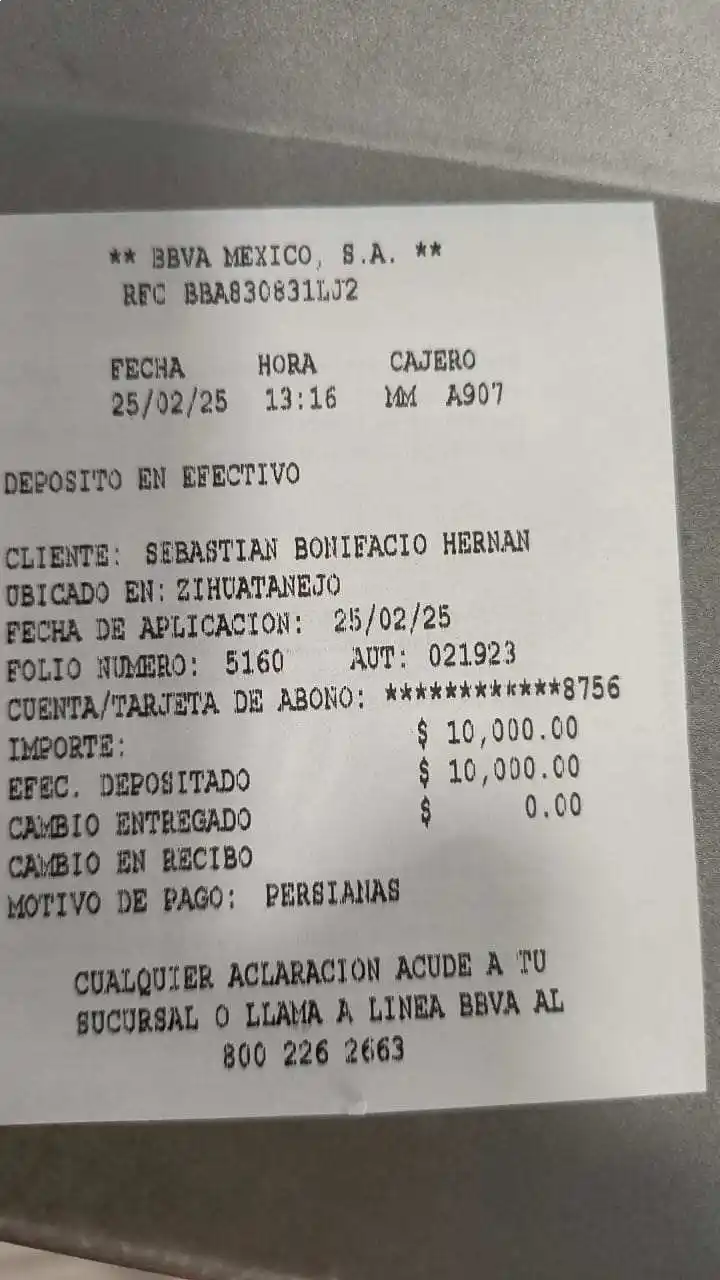 ** BBVA MEXICO, S.A. **
RFC BBA830831LJ2
FECHA HORA CAJERO
25/02/25 13:16 MM A907
DEPOSITO EN EFECTIVO
CLIENTE: SEBASTIAN BONIFACIO HERNAN
UBICADO EN: ZIHUATANEJO
FECHA DE APLICACION: 25/02/25
FOLIO NUMERO: 5160 AUT: 021923
CUENTA/TARJETA DE ABONO: ************8756
IMPORTE: $ 10,000.00
EFEC. DEPOSITADO $ 10,000.00
CAMBIO ENTREGADO $ 0.00
CAMBIO EN RECIBO
MOTIVO DE PAGO: PERSIANAS
CUALQUIER ACLARACION ACUDE A TU
SUCURSAL O LLAMA A LINEA BBVA AL
800 226 2663